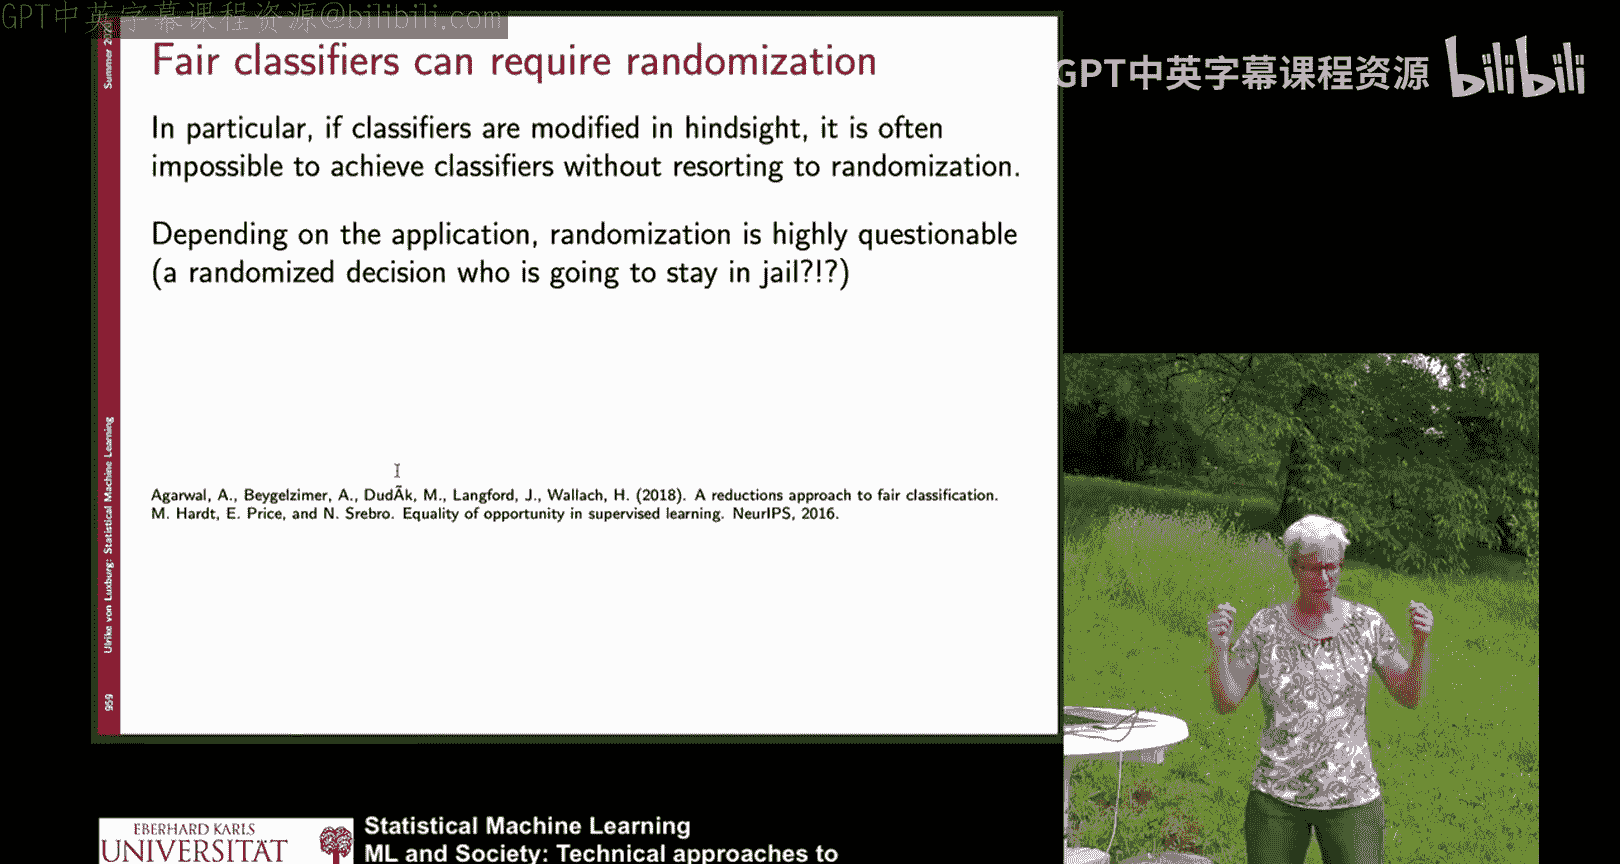 GPT中英字幕课程资源@bilibili.com
GPT中英字幕课程资源 bilibili
Fair classifiers can require randomization
In particular, if classifiers are modified in hindsight, it is often
impossible to achieve classifiers without resorting to randomization.
Depending on the application, randomization is highly questionable
(a randomized decision who is going to stay in jail?!?)
Agarwal, A., Beygelzimer, A., DudÃk, M., Langford, J., Wallach, H. (2018). A reductions approach to fair classification.
M. Hardt, E. Price, and N. Srebro. Equality of opportunity in supervised learning. NeurIPS, 2016.
Summer
Ulrike von Luxburg: Statistical Machine Learning
959
EBERHARD KARLS
UNIVERSITÄT
Statistical Machine Learning
ML and Society: Technical approaches to